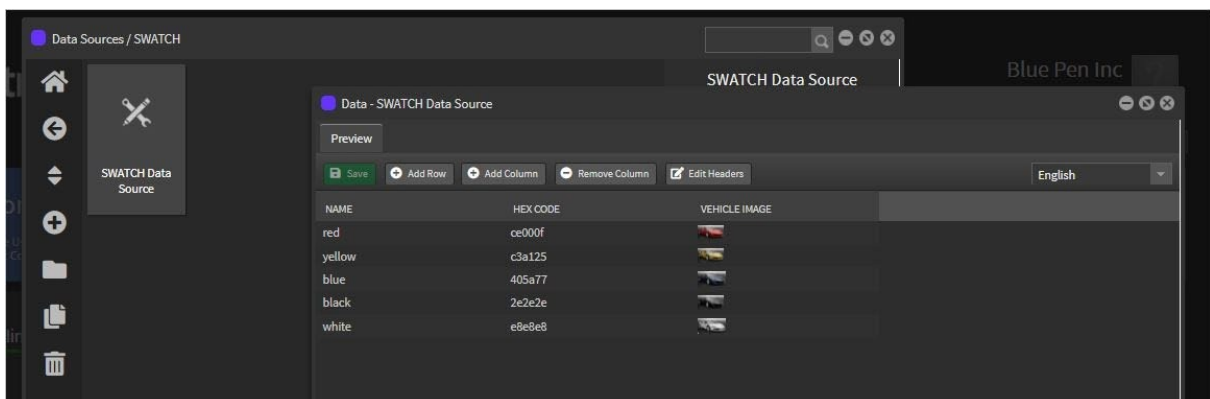 Data Sources / SWATCH
Blue Pen Inc
SWATCH Data Source
SWATCH Data
Source
Data - SWATCH Data Source
Preview
Save Add Row Add Column Remove Column Edit Headers English
NAME HEX CODE VEHICLE IMAGE
red ce000f
yellow c3a125
blue 405a77
black 2e2e2e
white e8e8e8